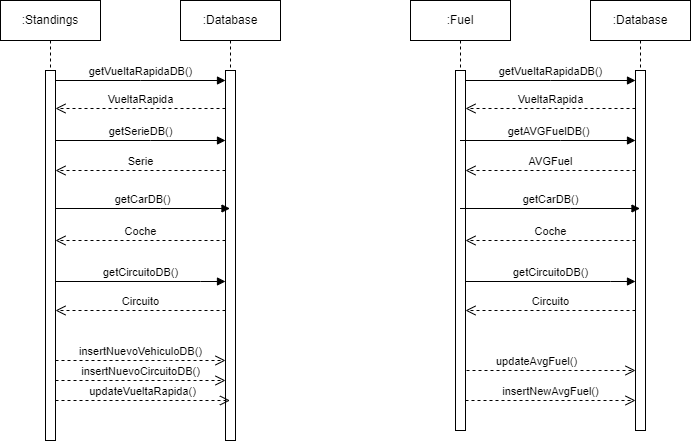 :Standings
:Database
getVueltaRapidaDB()
VueltaRapida
getSerieDB()
Serie
getCarDB()
Coche
getCircuitoDB()
Circuito
insertNuevoVehiculoDB()
insertNuevoCircuitoDB()
updateVueltaRapida()
:Fuel
:Database
getVueltaRapidaDB()
VueltaRapida
getAVGFuelDB()
AVGFuel
getCarDB()
Coche
getCircuitoDB()
Circuito
updateAvgFuel()
insertNewAvgFuel()